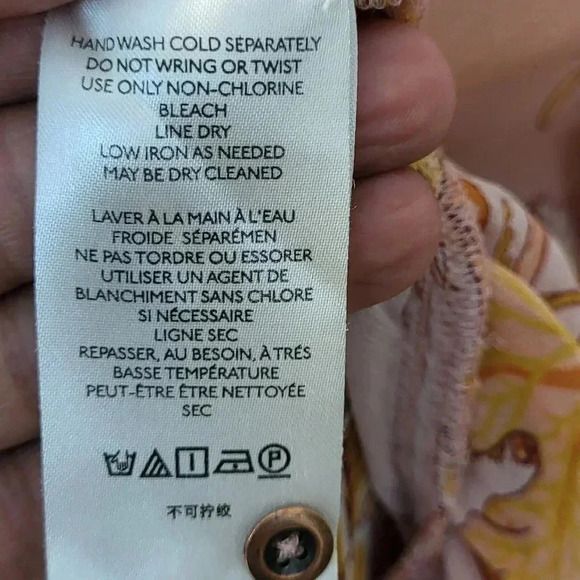 HAND WASH COLD SEPARATELY
DO NOT WRING OR TWIST
USE ONLY NON-CHLORINE
BLEACH
LINE DRY
LOW IRON AS NEEDED
MAY BE DRY CLEANED
LAVER À LA MAIN À L'EAU
FROIDE SÉPARÉMEN
NE PAS TORDRE OU ESSORER
UTILISER UN AGENT DE
BLANCHIMENT SANS CHLORE
SI NÉCESSAIRE
LIGNE SEC
REPASSER, AU BESOIN, À TRÉS
BASSE TEMPÉRATURE
PEUT-ÊTRE ÊTRE NETTOYÉE
SEC
P
不可拧绞